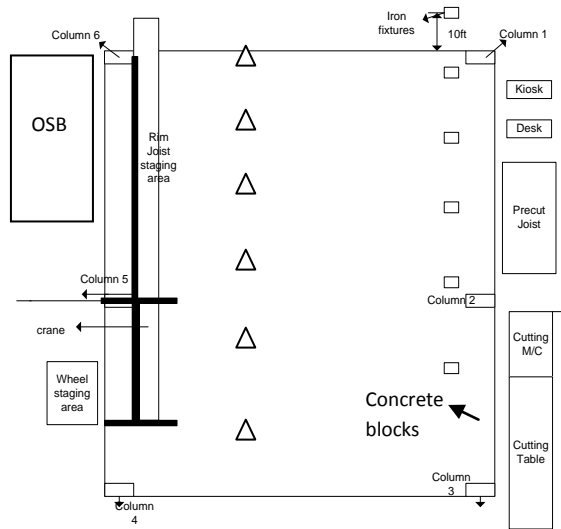 Iron
fixtures
10ft
Column 6
Column 1
OSB
Kiosk
Desk
Rim
Joist
staging
area
Precut
Joist
Column 5
Column 2
crane
Cutting
M/C
Wheel
staging
area
Concrete
blocks
Cutting
Table
Column
3
Column
4